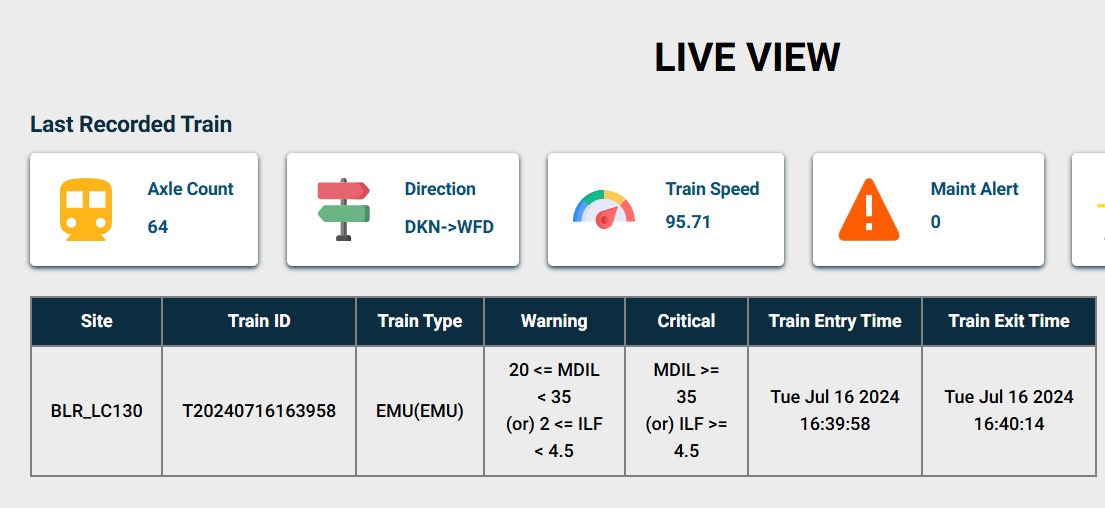 LIVE VIEW
Last Recorded Train
Axle Count
64
Direction
DKN->WFD
Train Speed
95.71
Maint Alert
0
Site
Train ID
Train Type
Warning
Critical
Train Entry Time
Train Exit Time
BLR_LC130
T20240716163958
EMU(EMU)
20 <= MDIL
< 35
(or) 2 <= ILF
< 4.5
MDIL >=
35
(or) ILF >=
4.5
Tue Jul 16 2024
16:39:58
Tue Jul 16 2024
16:40:14